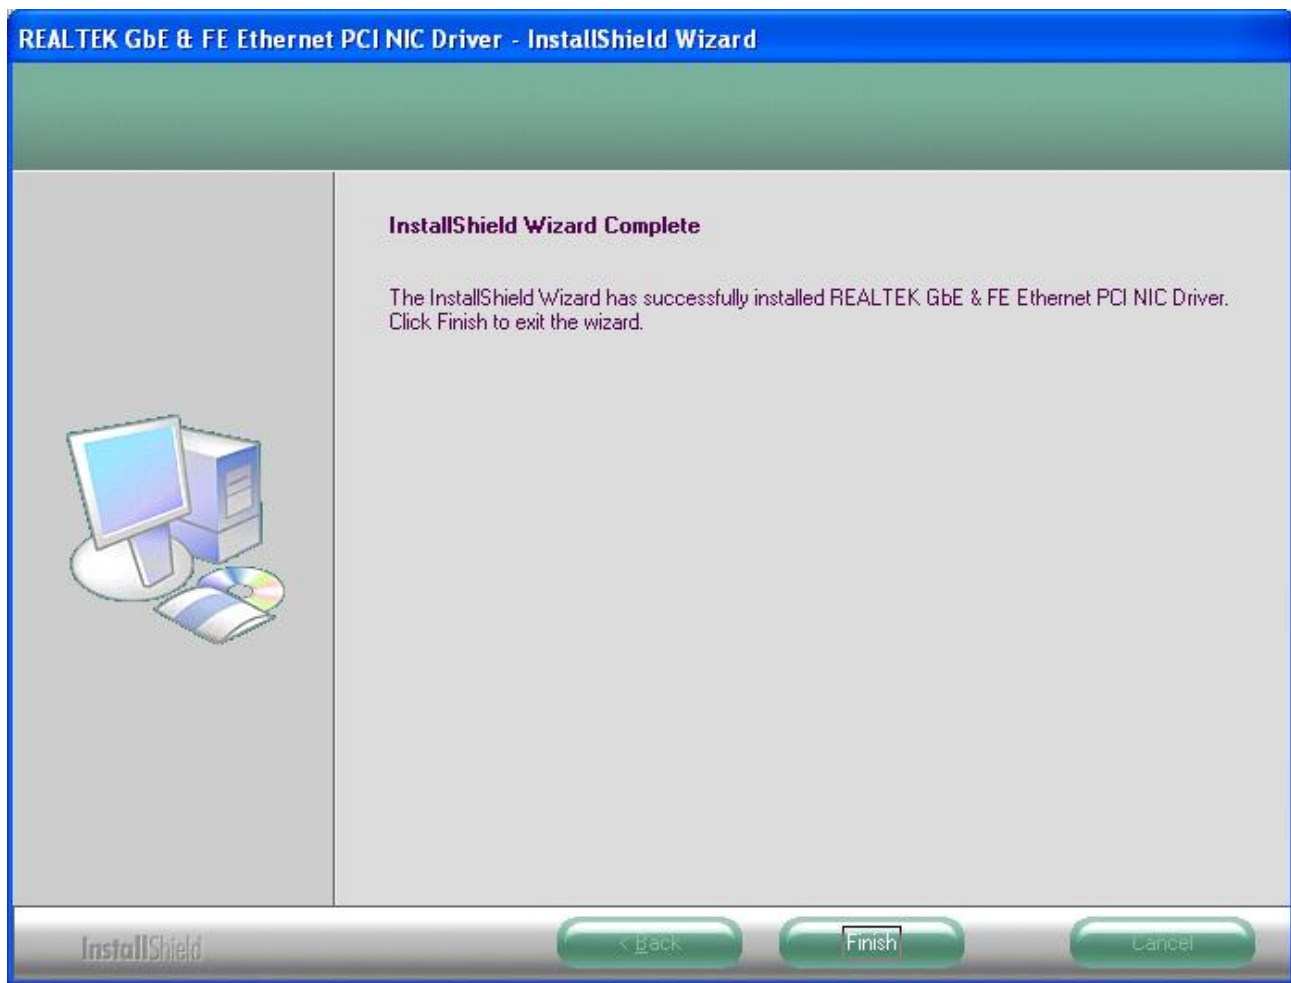 REALTEK GbE & FE Ethernet PCI NIC Driver - InstallShield Wizard
InstallShield Wizard Complete
The InstallShield Wizard has successfully installed REALTEK GbE & FE Ethernet PCI NIC Driver.
Click Finish to exit the wizard.
InstallShield
< Back
Finish
Cancel